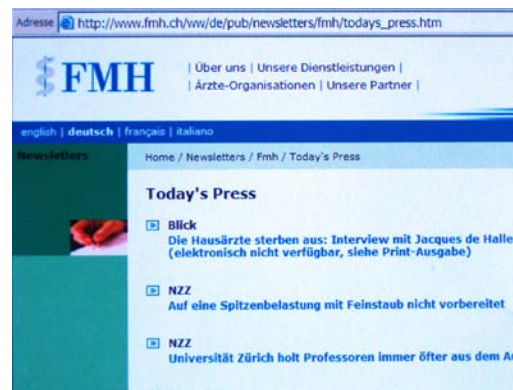 Adresse http://www.fmh.ch/ww/de/pub/newsletters/fmh/todays_press.htm
FMH
| Über uns | Unsere Dienstleistungen |
| Ärzte-Organisationen | Unsere Partner |
english | deutsch | français | italiano
Newsletters
Home / Newsletters / Fmh / Today's Press
Today's Press
Blick
Die Hausärzte sterben aus: Interview mit Jacques de Halle
(elektronisch nicht verfügbar, siehe Print-Ausgabe)
NZZ
Auf eine Spitzenbelastung mit Feinstaub nicht vorbereitet
NZZ
Universität Zürich holt Professoren immer öfter aus dem